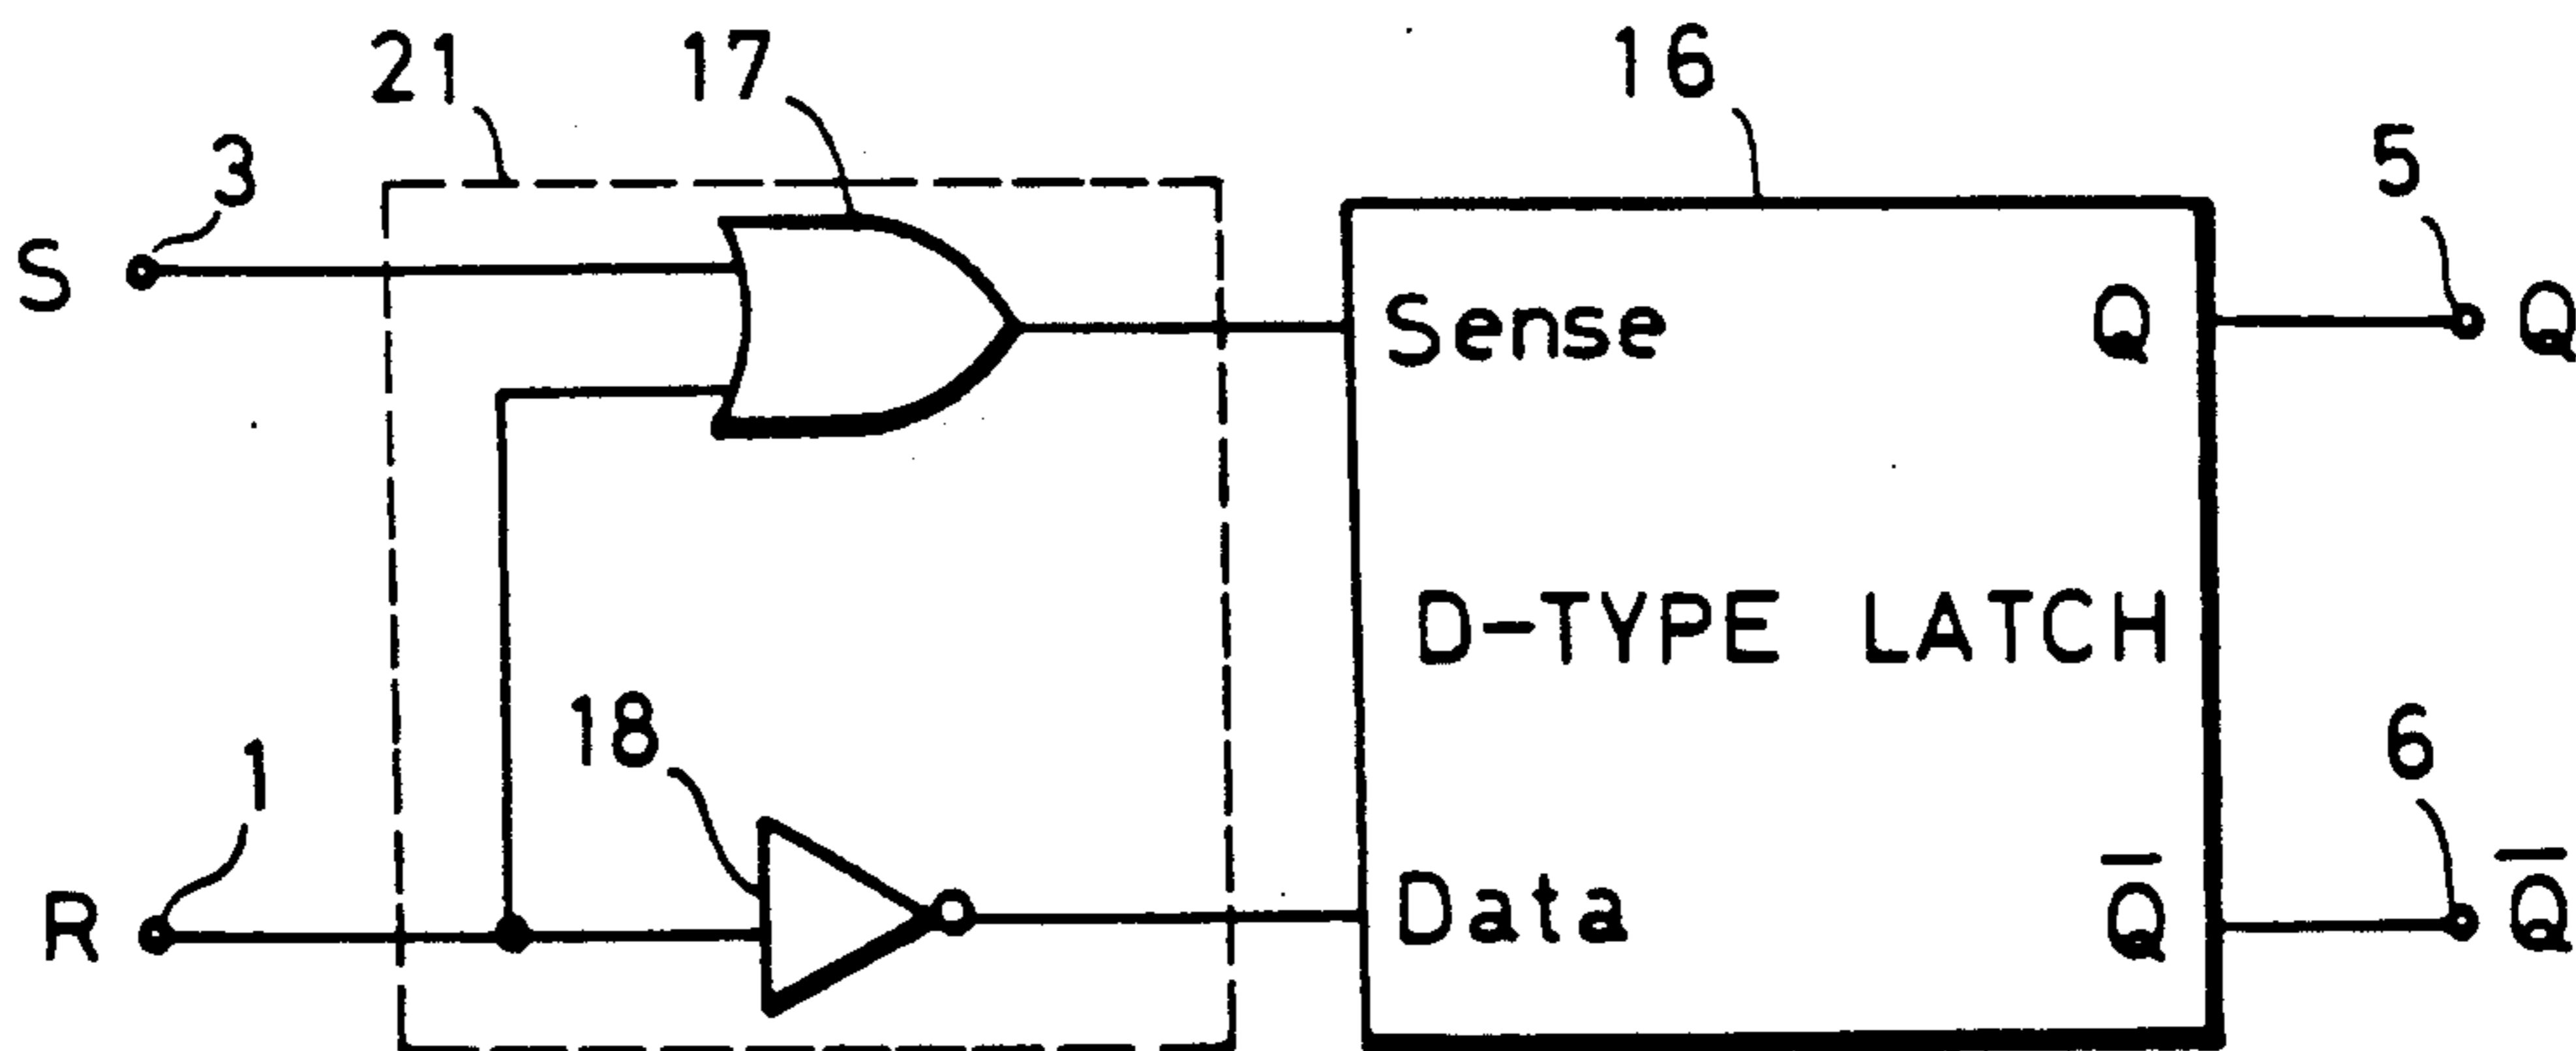 21 17 16
3 5
S Sense Q Q
D-TYPE LATCH
18 6
1
R Data Q̅ Q̅